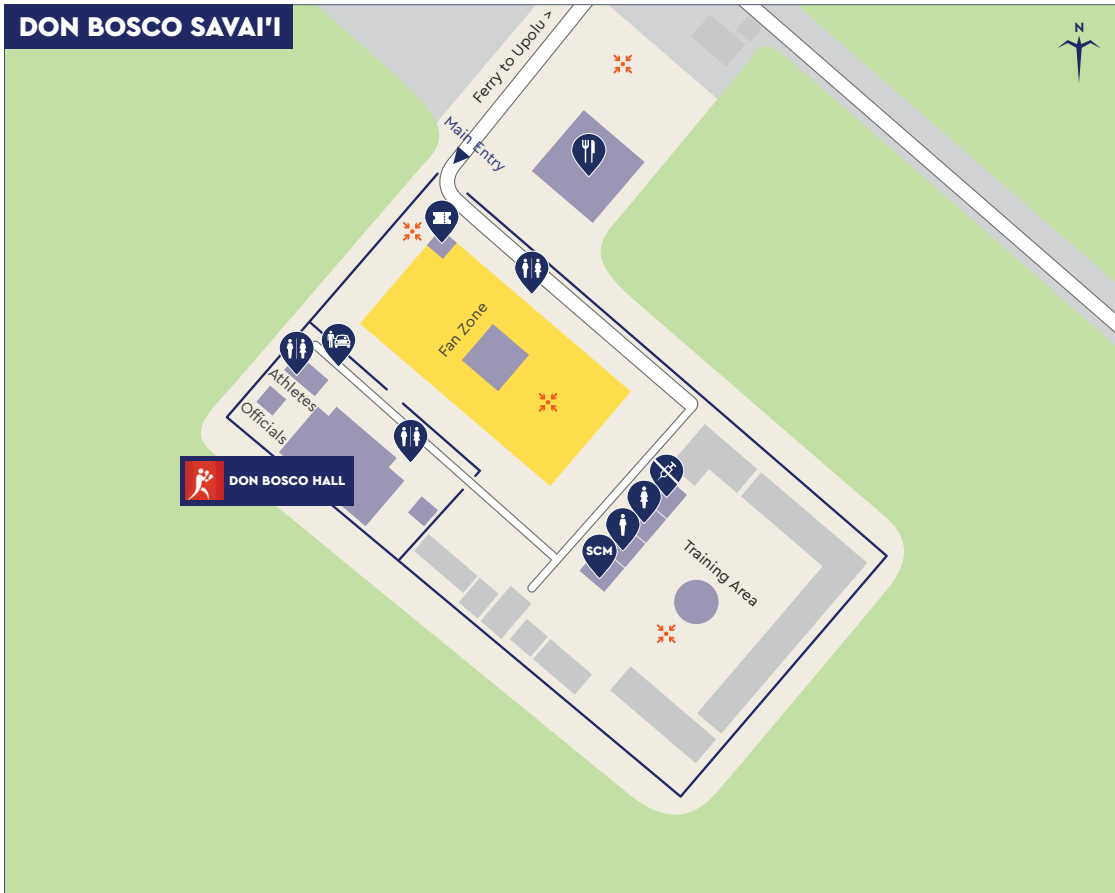 DON BOSCO SAVAI'I
N
Ferry to Upolu >
Main Entry
Fan Zone
Athletes
Officials
DON BOSCO HALL
SCM
Training Area